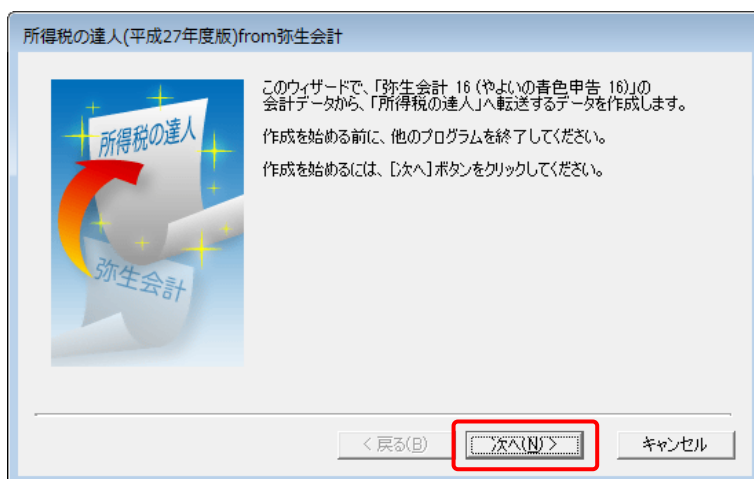 所得税の達人(平成27年度版)from弥生会計
所得税の達人
弥生会計
このウィザードで、「弥生会計 16 (やよいの青色申告 16)」の
会計データから、「所得税の達人」へ転送するデータを作成します。
作成を始める前に、他のプログラムを終了してください。
作成を始めるには、[次へ]ボタンをクリックしてください。
< 戻る(B)
次へ(N) >
キャンセル